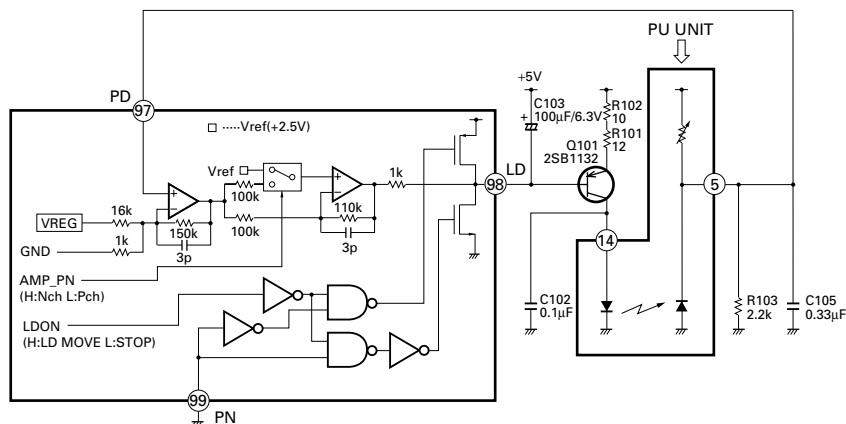 PU UNIT
+5V
PD
97
C103
100µF/6.3V
+
R102
10
R101
12
Q101
2SB1132
·····Vref(+2.5V)
Vref
100k
+
−
+
−
1k
98
LD
5
VREG
16k
150k
3p
100k
110k
3p
GND
1k
14
AMP_PN
(H:Nch L:Pch)
LDON
(H:LD MOVE L:STOP)
C102
0.1µF
R103
2.2k
C105
0.33µF
99
PN